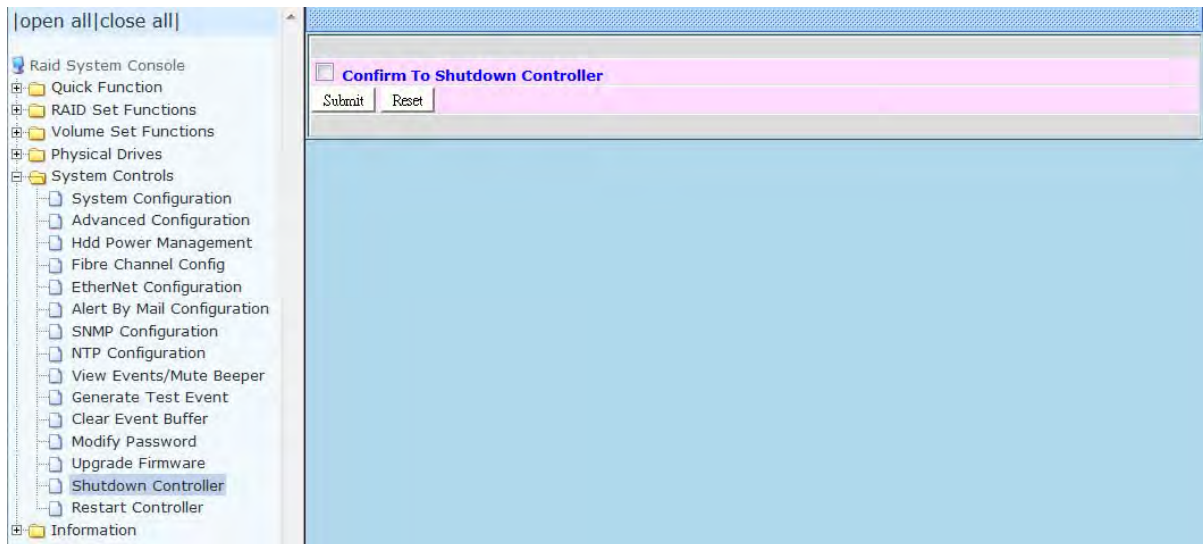 |open all|close all|
Raid System Console
Quick Function
RAID Set Functions
Volume Set Functions
Physical Drives
System Controls
System Configuration
Advanced Configuration
Hdd Power Management
Fibre Channel Config
EtherNet Configuration
Alert By Mail Configuration
SNMP Configuration
NTP Configuration
View Events/Mute Beeper
Generate Test Event
Clear Event Buffer
Modify Password
Upgrade Firmware
Shutdown Controller
Restart Controller
Information
Confirm To Shutdown Controller
Submit Reset